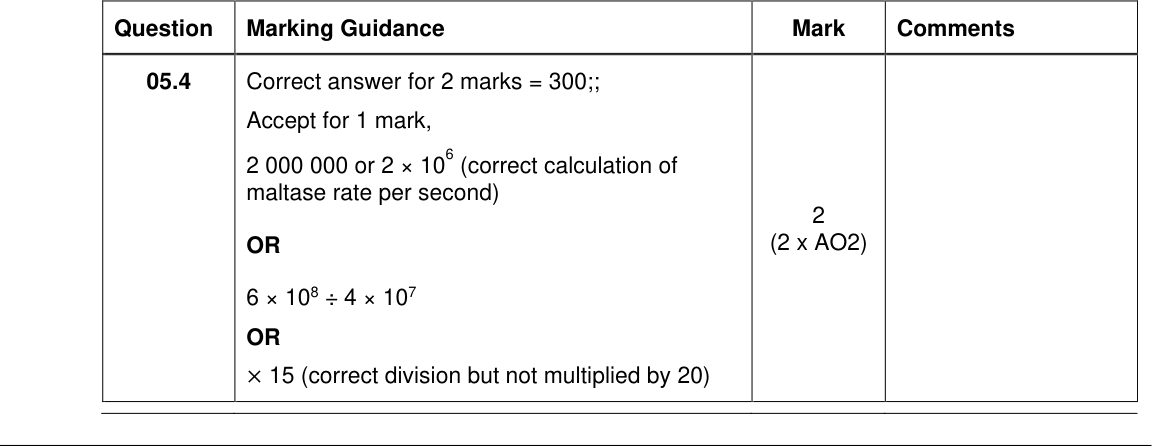 Question Marking Guidance Mark Comments
05.4 Correct answer for 2 marks = 300;;
Accept for 1 mark,
2 000 000 or 2 × 10⁶ (correct calculation of
maltase rate per second)
OR
6 × 10⁸ ÷ 4 × 10⁷
OR
× 15 (correct division but not multiplied by 20)
2
(2 x AO2)